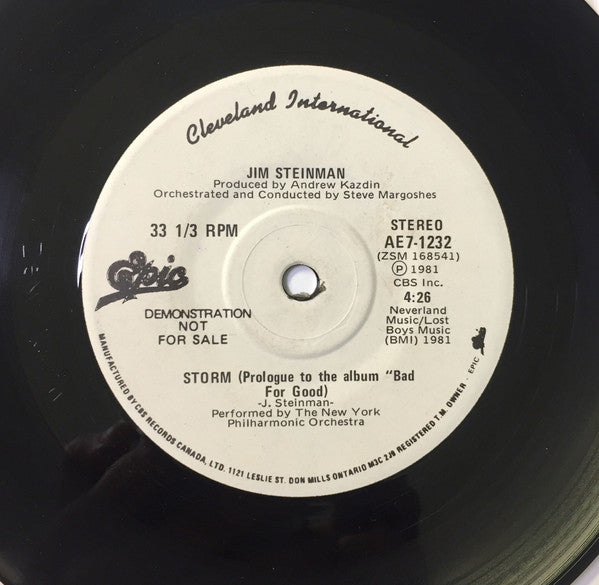 Cleveland International
JIM STEINMAN
Produced by Andrew Kazdin
Orchestrated and Conducted by Steve Margoshes
33 1/3 RPM
STEREO
AE7-1232
(ZSM 168541)
Ⓟ 1981
CBS Inc.
4:26
Neverland
Music/Lost
Boys Music
(BMI) 1981
Epic
DEMONSTRATION
NOT
FOR SALE
STORM (Prologue to the album "Bad
For Good)
-J. Steinman-
Performed by The New York
Philharmonic Orchestra
MANUFACTURED BY CBS RECORDS CANADA, LTD. 1121 LESLIE ST. DON MILLS ONTARIO M3C 2J9 REGISTERED T.M. OWNER - EPIC